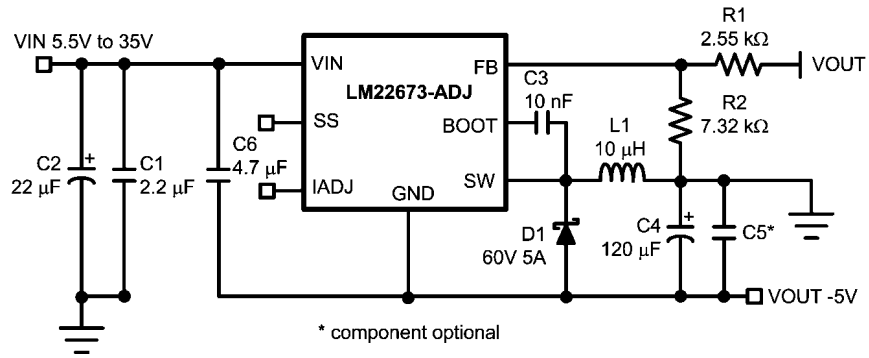 VIN 5.5V to 35V
VIN
FB
LM22673-ADJ
SS
BOOT
IADJ
SW
GND
R1
2.55 kΩ
VOUT
C3
10 nF
R2
7.32 kΩ
L1
10 μH
C2
+
22 μF
C1
2.2 μF
C6
4.7 μF
D1
60V 5A
C4
+
120 μF
C5*
VOUT -5V
* component optional